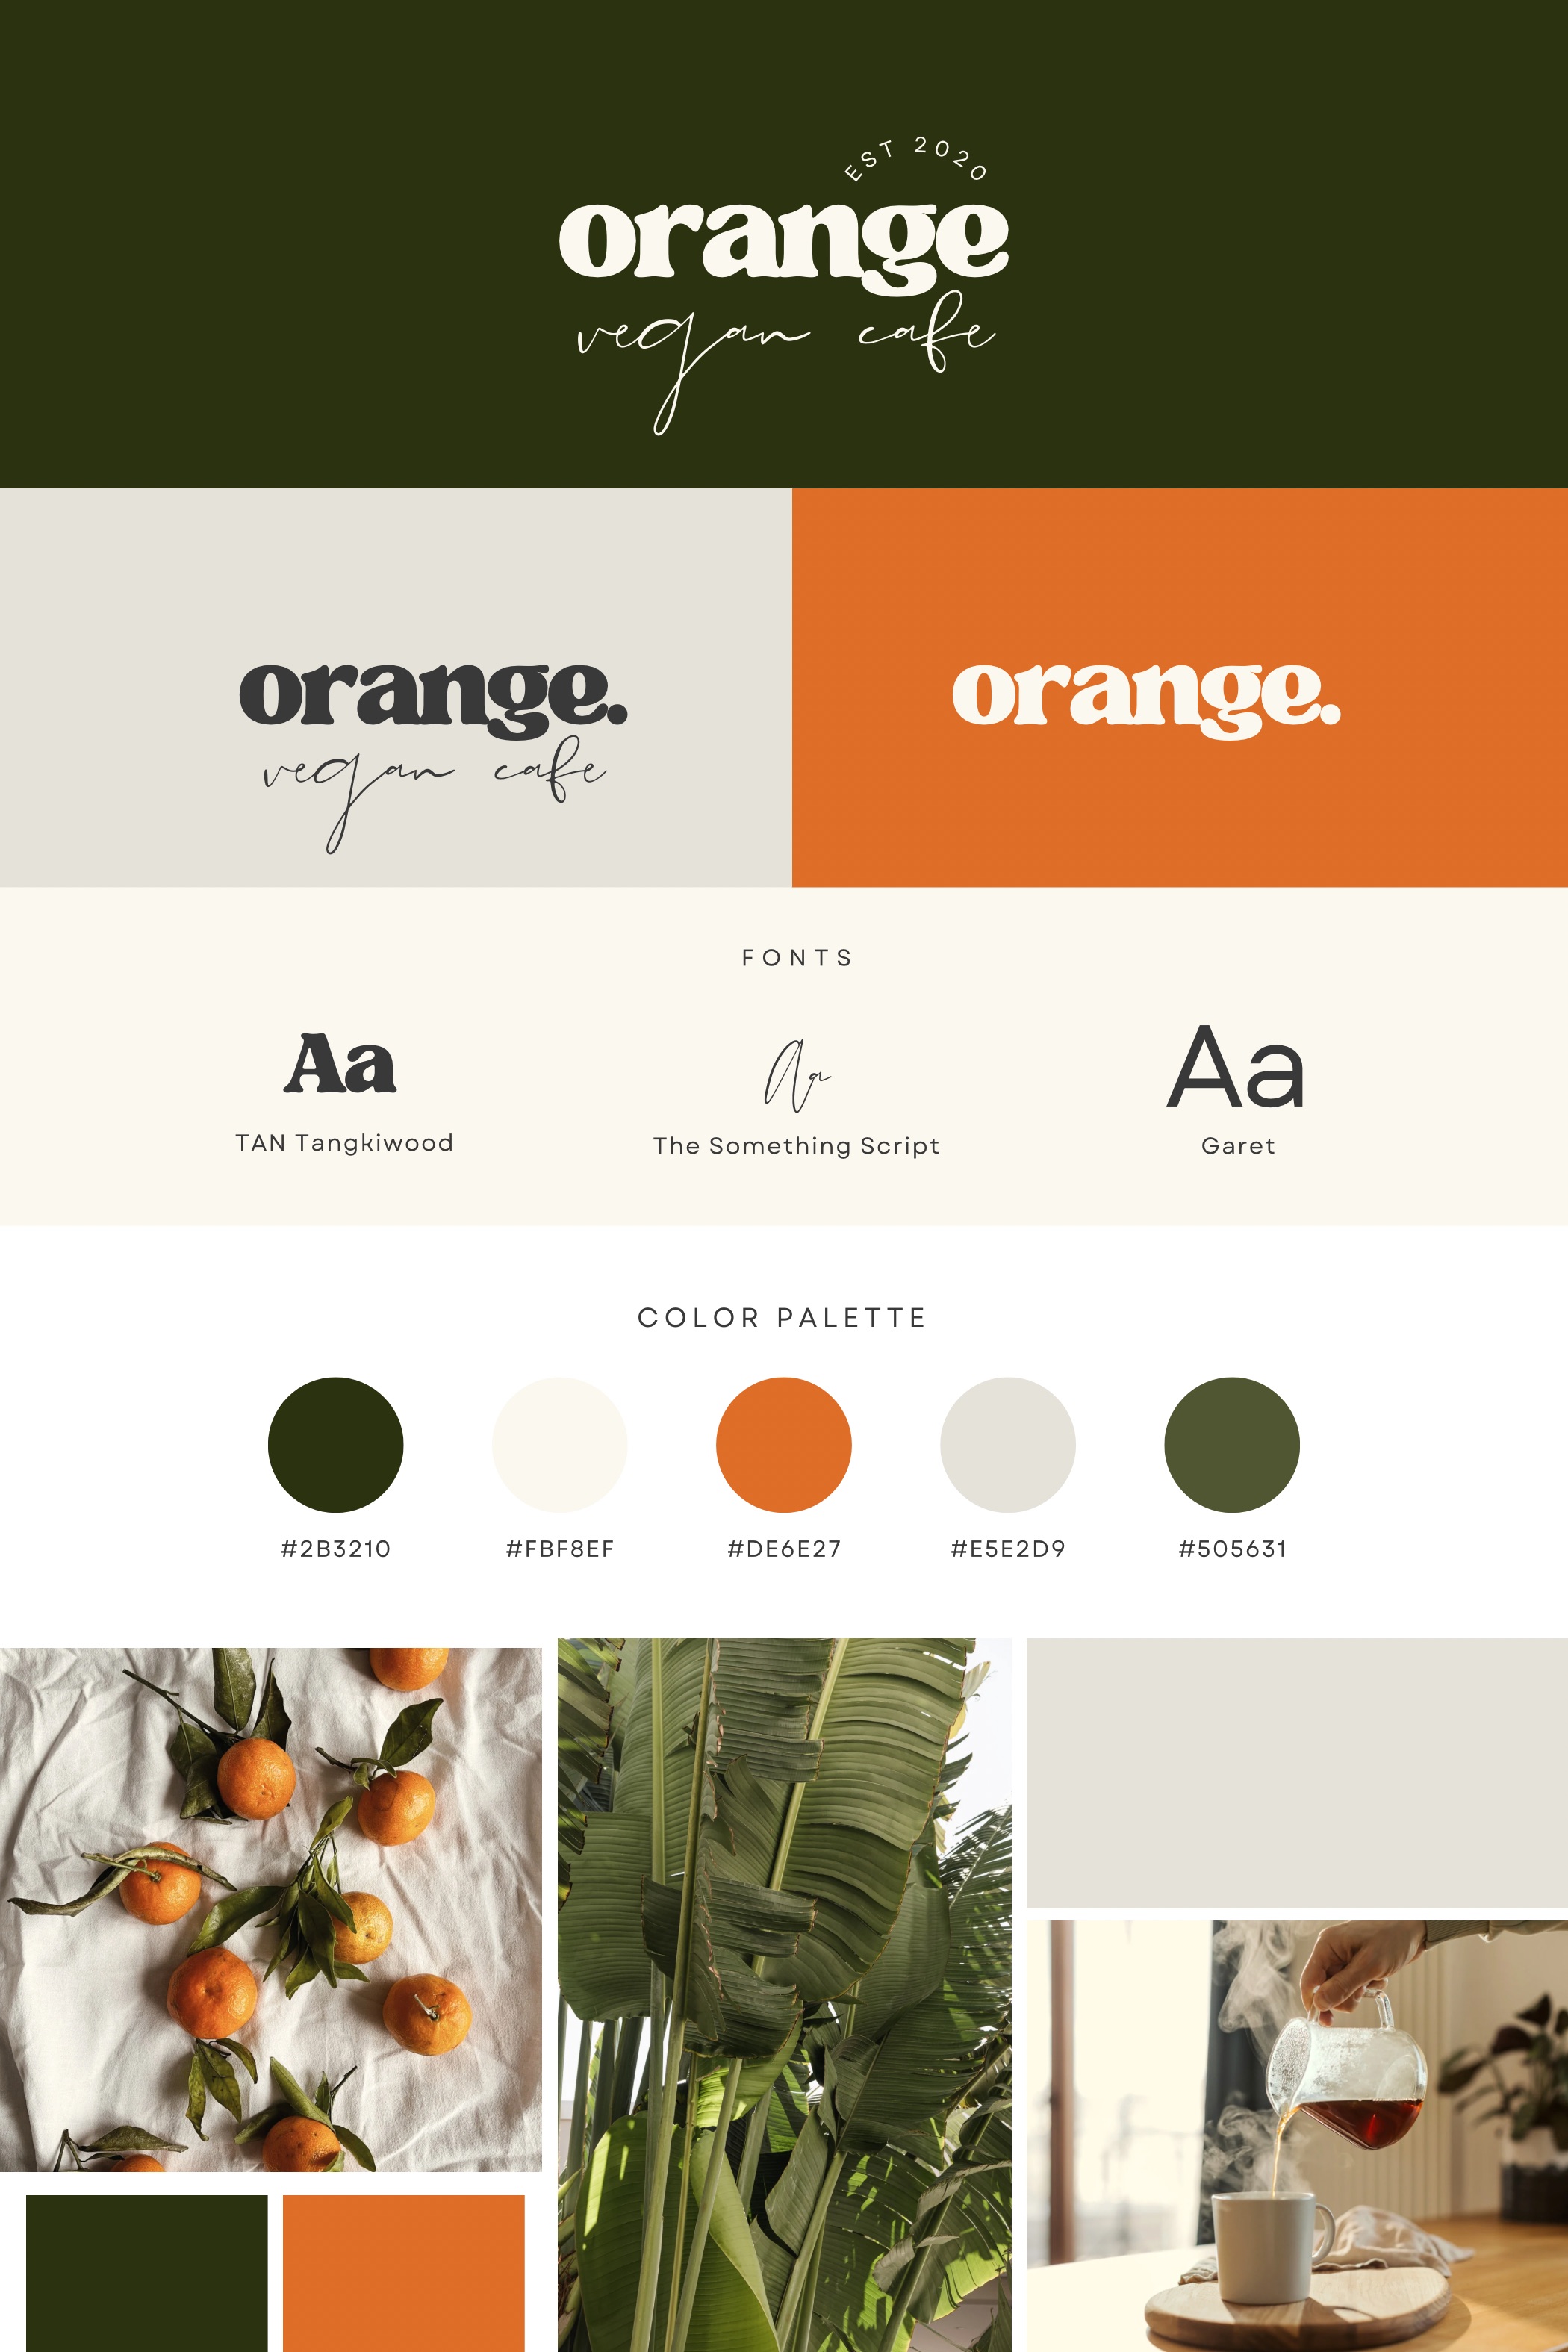 EST 2020
orange
vegan cafe
orange.
vegan cafe
orange.
FONTS
Aa
Aa
Aa
TAN Tangkiwood
The Something Script
Garet
COLOR PALETTE
#2B3210
#FBF8EF
#DE6E27
#E5E2D9
#505631